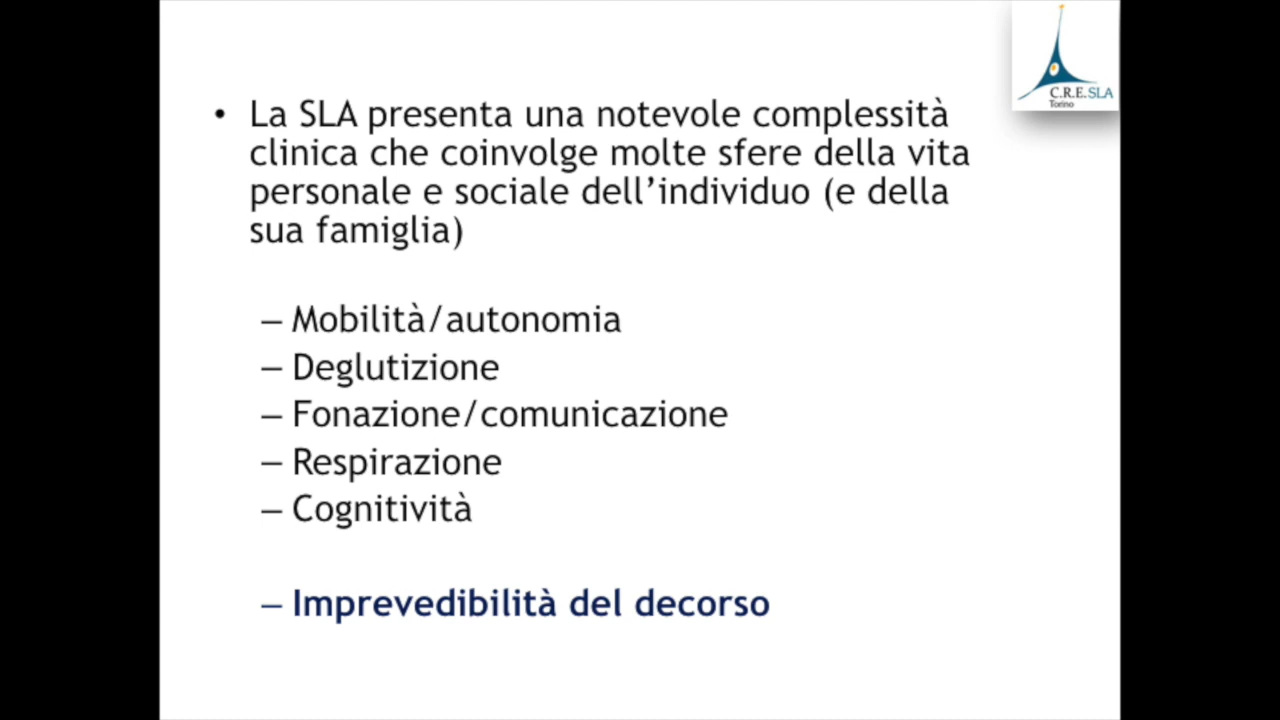 C.R.E.SLA
Torino
• La SLA presenta una notevole complessità
clinica che coinvolge molte sfere della vita
personale e sociale dell’individuo (e della
sua famiglia)
– Mobilità/autonomia
– Deglutizione
– Fonazione/comunicazione
– Respirazione
– Cognitività
– Imprevedibilità del decorso